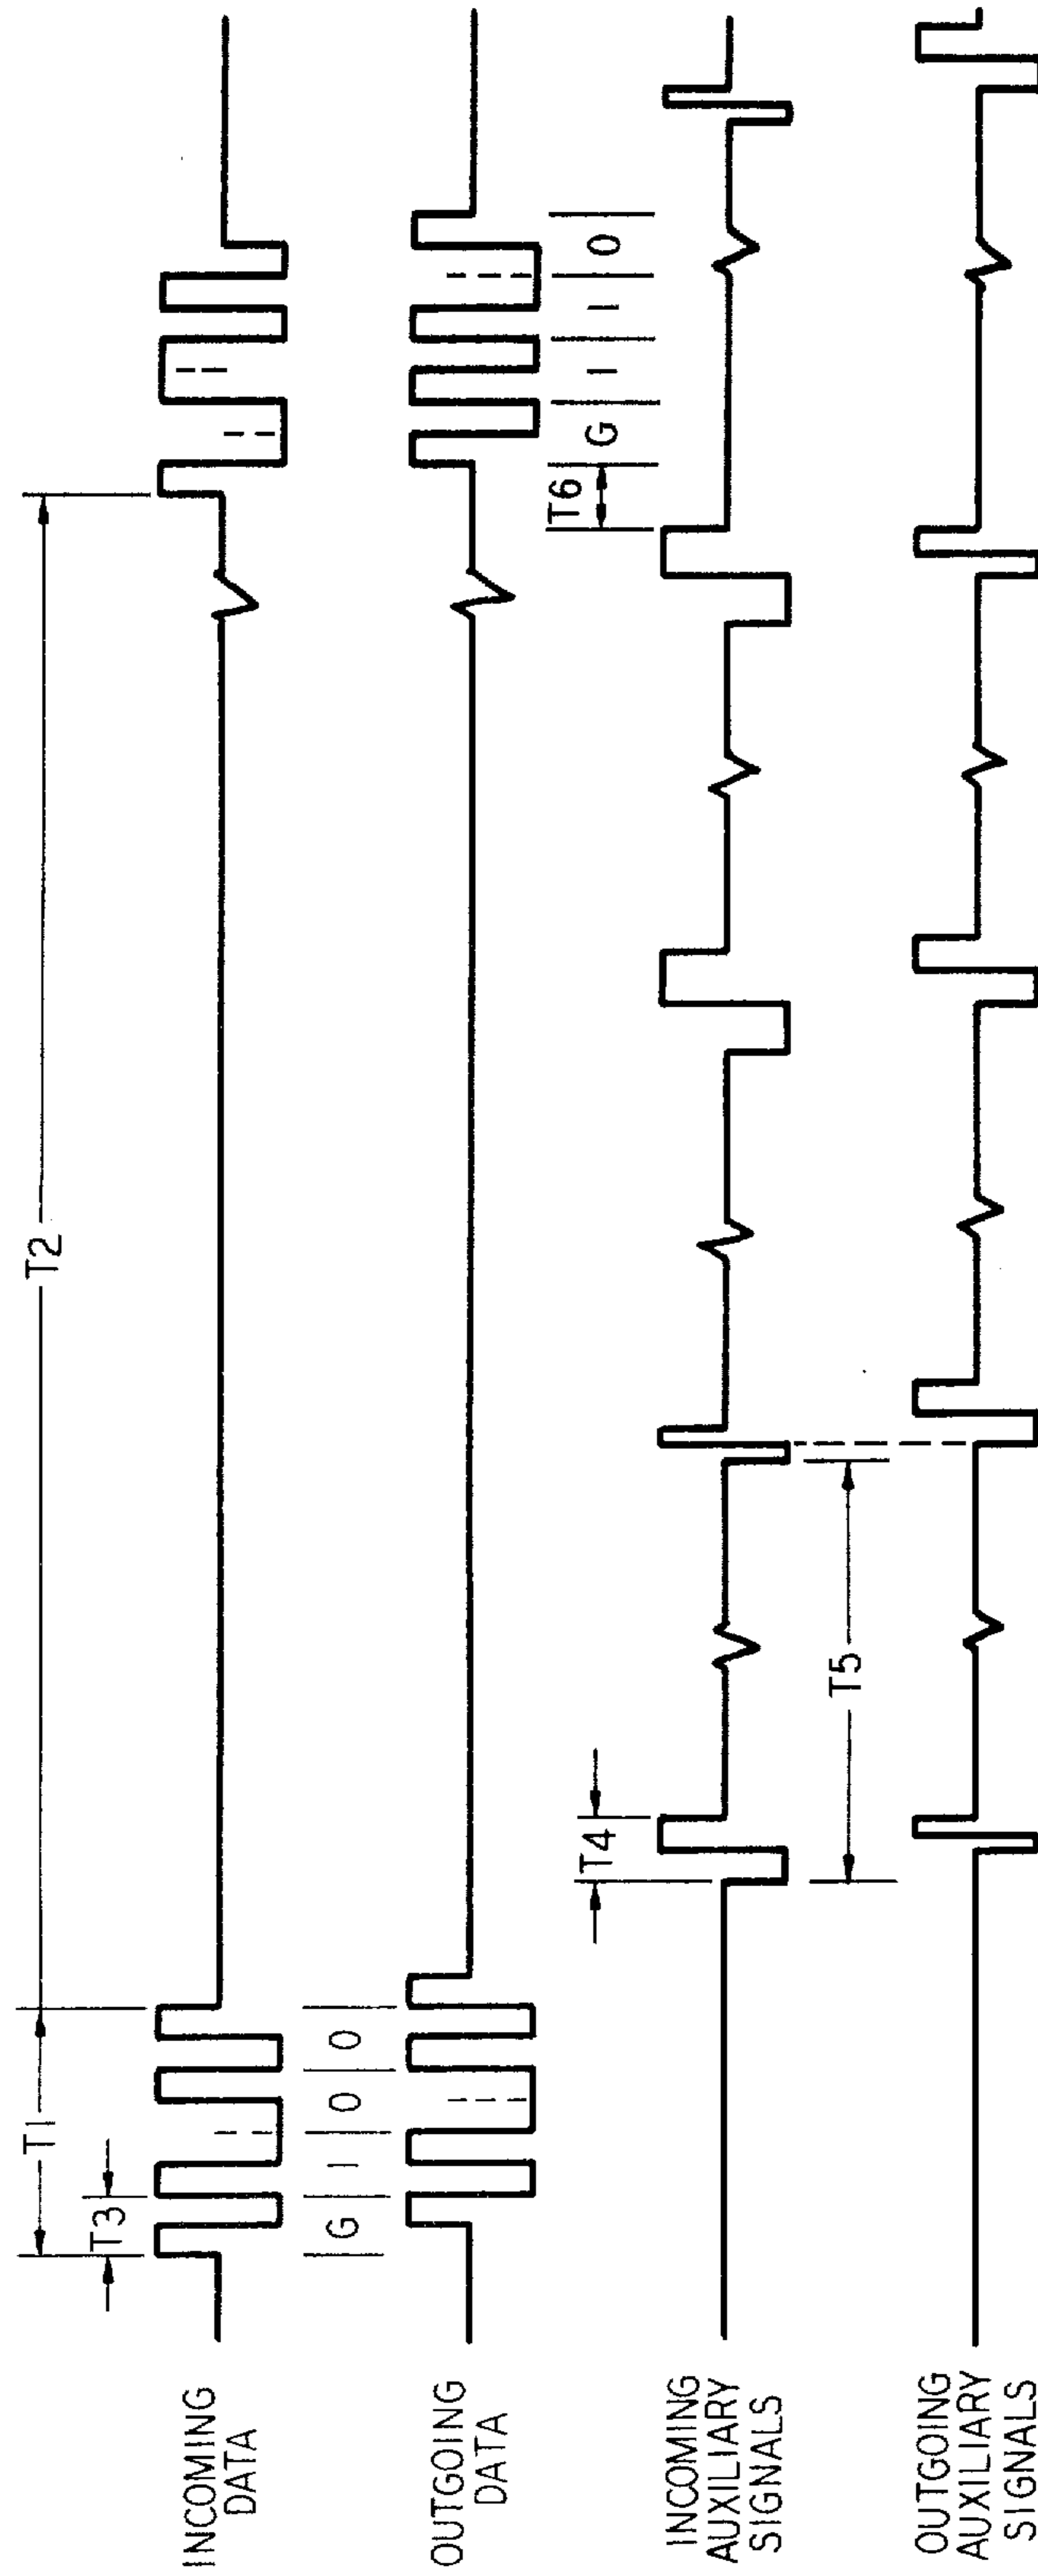 T1
T2
T3
INCOMING
DATA
G 1 0 0
OUTGOING
DATA
T4
T6
G 1 1 0
INCOMING
AUXILIARY
SIGNALS
T5
OUTGOING
AUXILIARY
SIGNALS